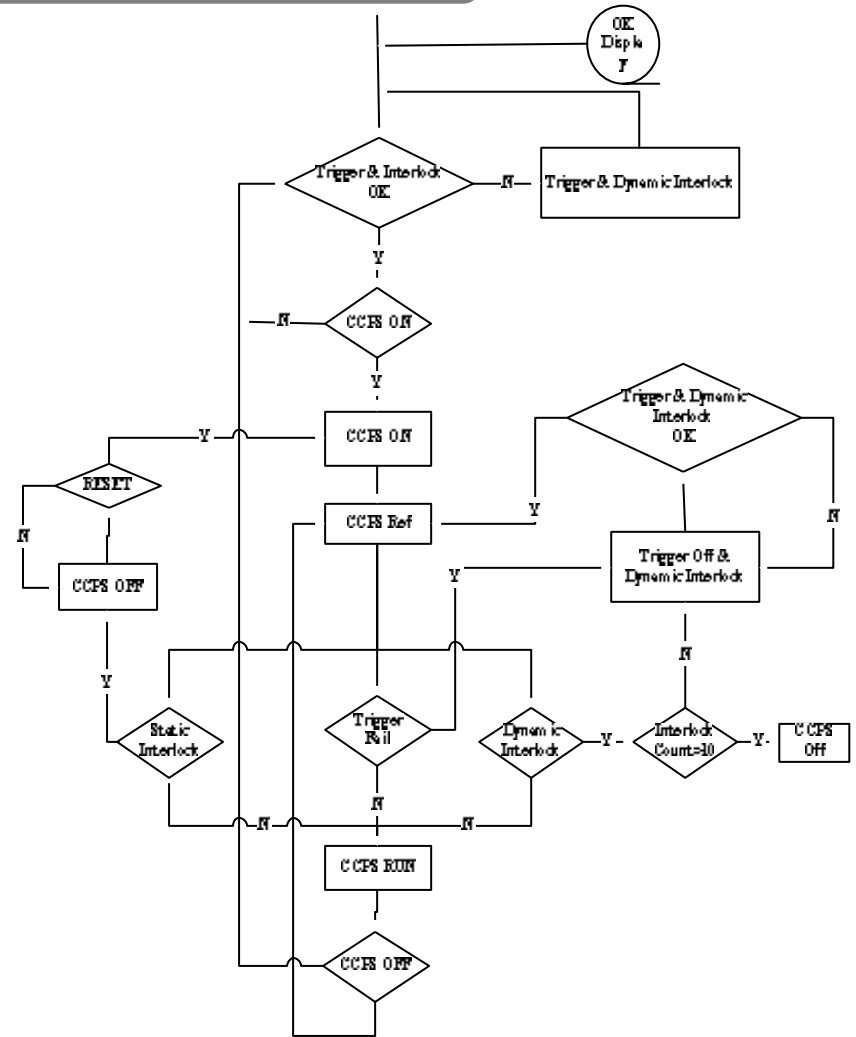 OK
Displa
y
Trigger & Interlock
OK
N
Trigger & Dynamic Interlock
Y
N
CCPS ON
Y
Trigger & Dynamic
Interlock
OK
Y
CCPS ON
RESET
N
CCPS Ref
Y
N
CCPS OFF
Y
Trigger Off &
Dynamic Interlock
Y
N
Static
Interlock
Trigger
Fail
Dynamic
Interlock
Y
Interlock
Count=10
Y
CCPS
Off
N
N
N
CCPS RUN
CCPS OFF